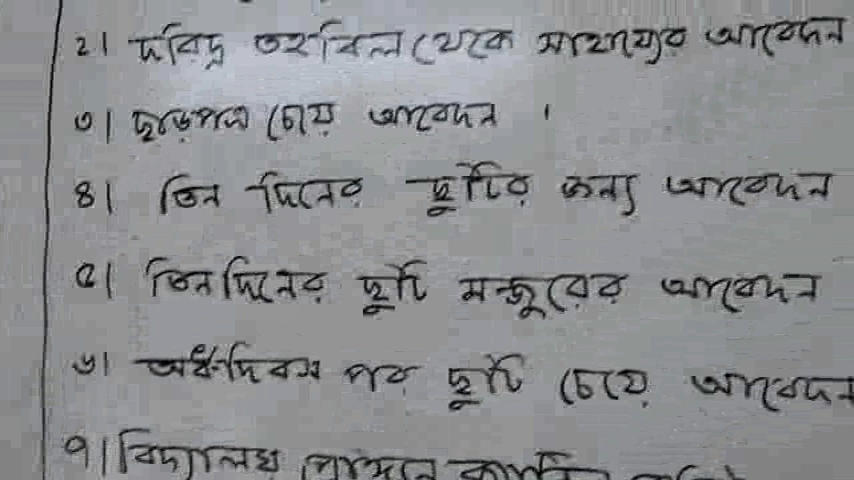 ২। দরিদ্র তহবিল থেকে সাহায্যের আবেদন
৩। ছাড়পত্র চেয়ে আবেদন ।
৪। তিন দিনের ছুটির জন্য আবেদন
৫। তিনদিনের ছুটি মন্জুরের আবেদন
৬। অর্ধদিবস পর ছুটি চেয়ে আবেদন
৭। বিদ্যালয়